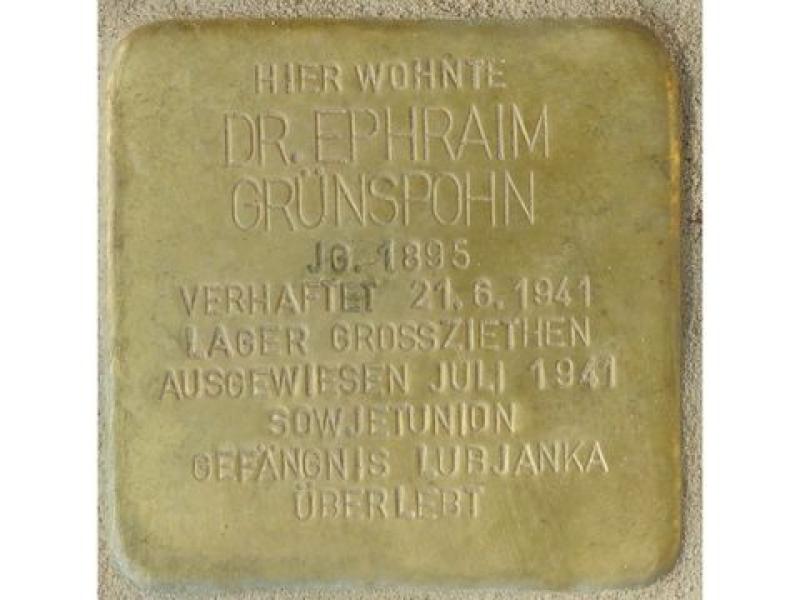 HIER WOHNTE
DR. EPHRAIM
GRÜNSPOHN
JG. 1895
VERHAFTET 21.6.1941
LAGER GROSSZIETHEN
AUSGEWIESEN JULI 1941
SOWJETUNION
GEFÄNGNIS LUBJANKA
ÜBERLEBT